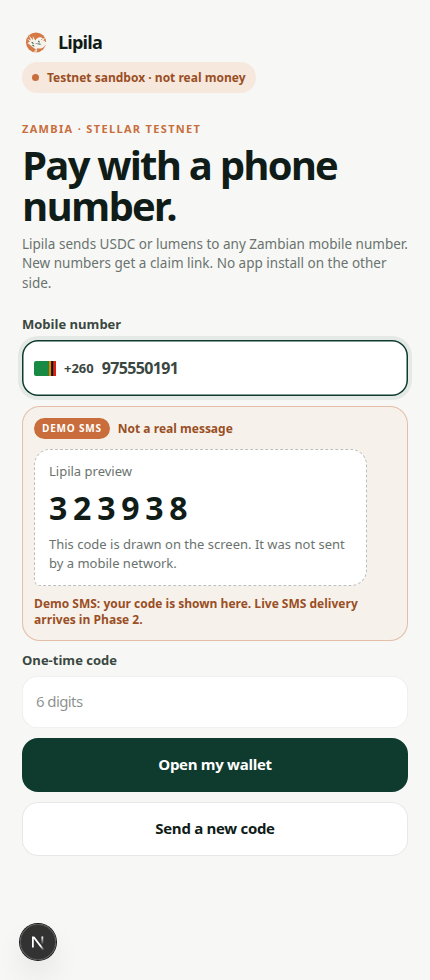 Lipila
Testnet sandbox · not real money
ZAMBIA · STELLAR TESTNET
Pay with a phone
number.
Lipila sends USDC or lumens to any Zambian mobile number.
New numbers get a claim link. No app install on the other
side.
Mobile number
+260 975550191
DEMO SMS Not a real message
Lipila preview
323938
This code is drawn on the screen. It was not sent
by a mobile network.
Demo SMS: your code is shown here. Live SMS delivery
arrives in Phase 2.
One-time code
6 digits
Open my wallet
Send a new code
N